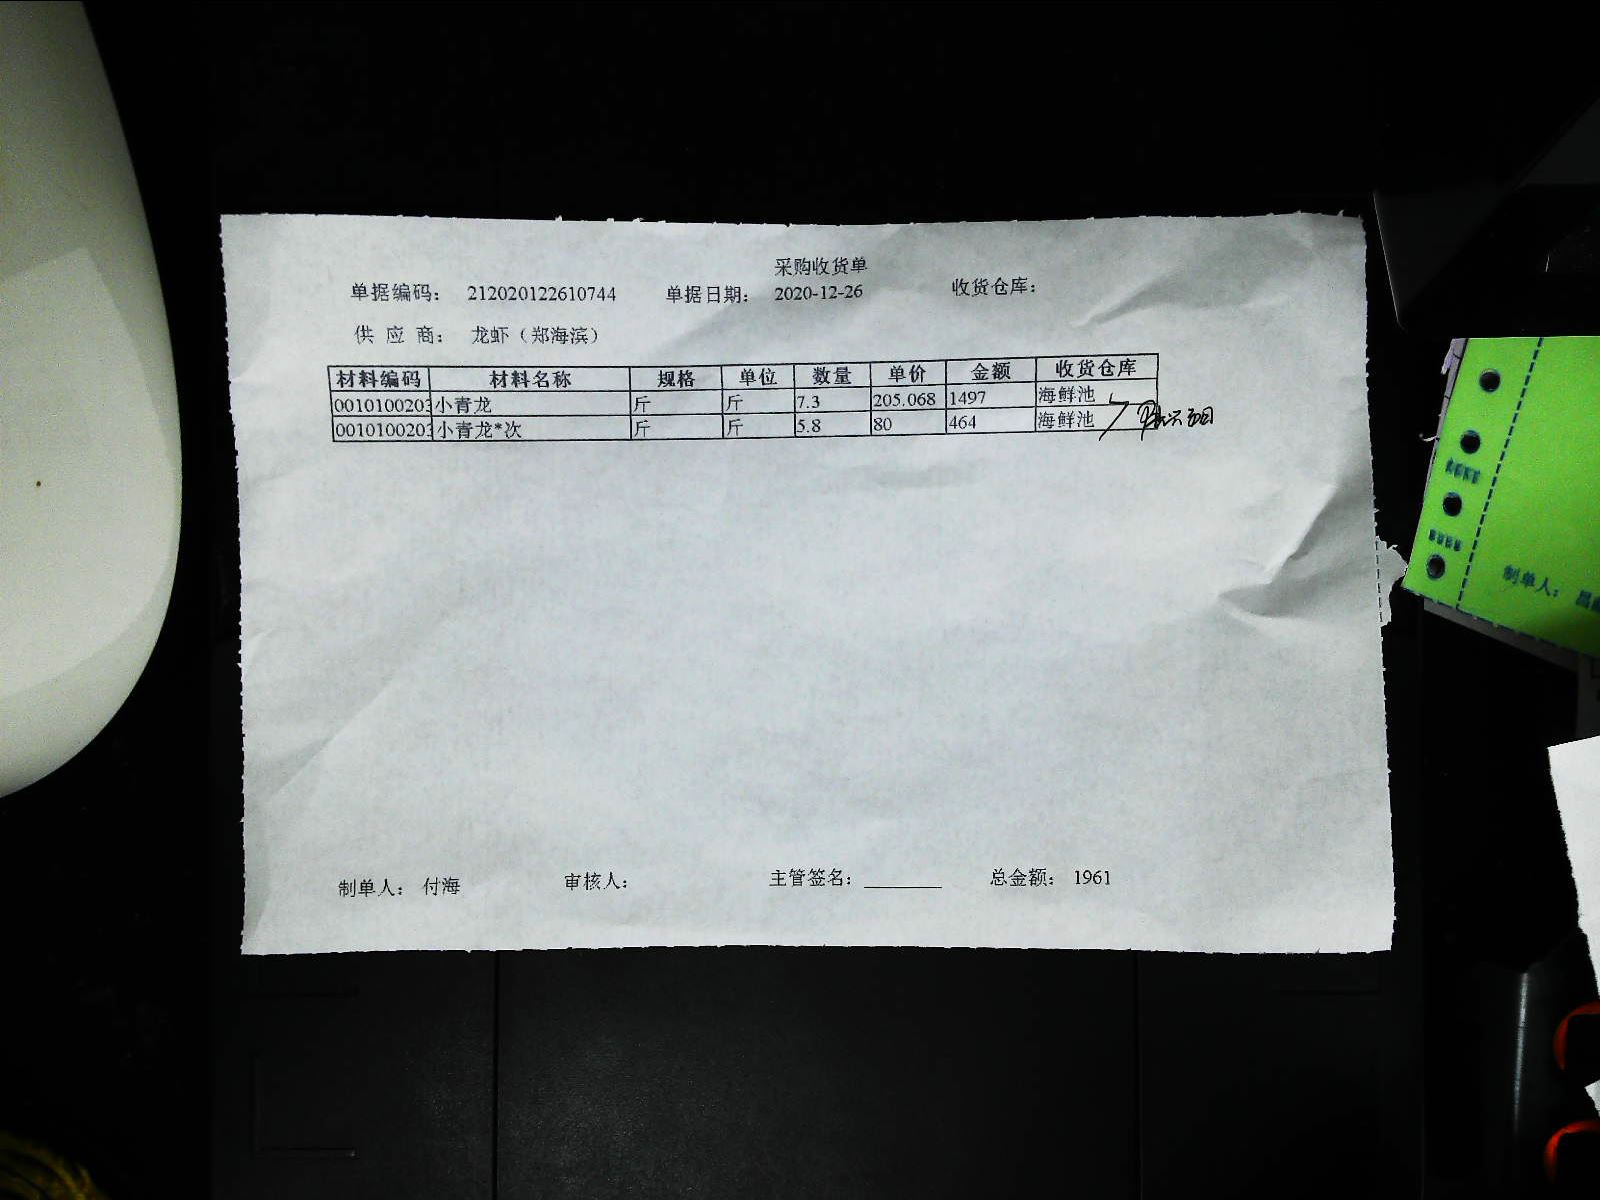 采购收货单
单据编码： 212020122610744 单据日期： 2020-12-26 收货仓库：
供 应 商： 龙虾（郑海滨）
材料编码 材料名称 规格 单位 数量 单价 金额 收货仓库
0010100203 小青龙 斤 斤 7.3 205.068 1497 海鲜池
0010100203 小青龙*次 斤 斤 5.8 80 464 海鲜池
制单人： 付海 审核人： 主管签名： 总金额： 1961
制单人：